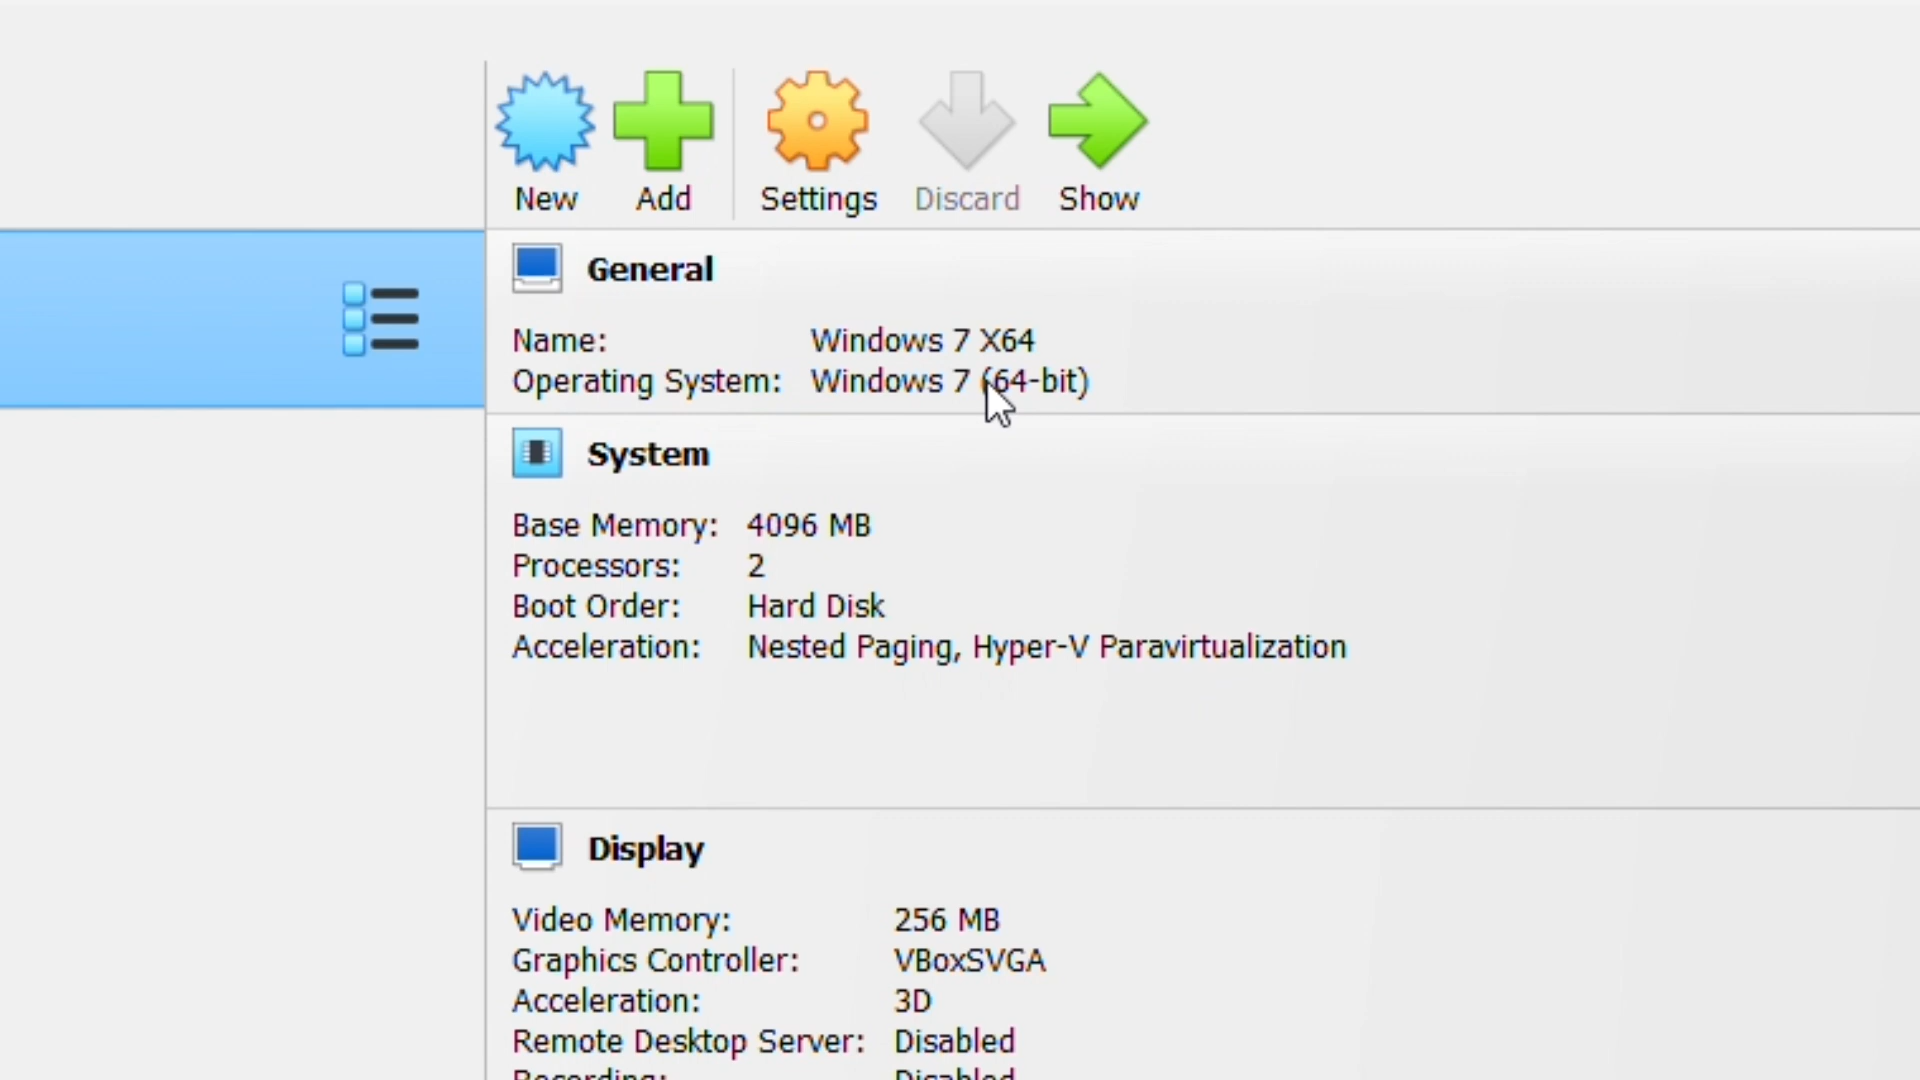 New Add Settings Discard Show
General
Name: Windows 7 X64
Operating System: Windows 7 (64-bit)
System
Base Memory: 4096 MB
Processors: 2
Boot Order: Hard Disk
Acceleration: Nested Paging, Hyper-V Paravirtualization
Display
Video Memory: 256 MB
Graphics Controller: VBoxSVGA
Acceleration: 3D
Remote Desktop Server: Disabled
Recording: Disabled